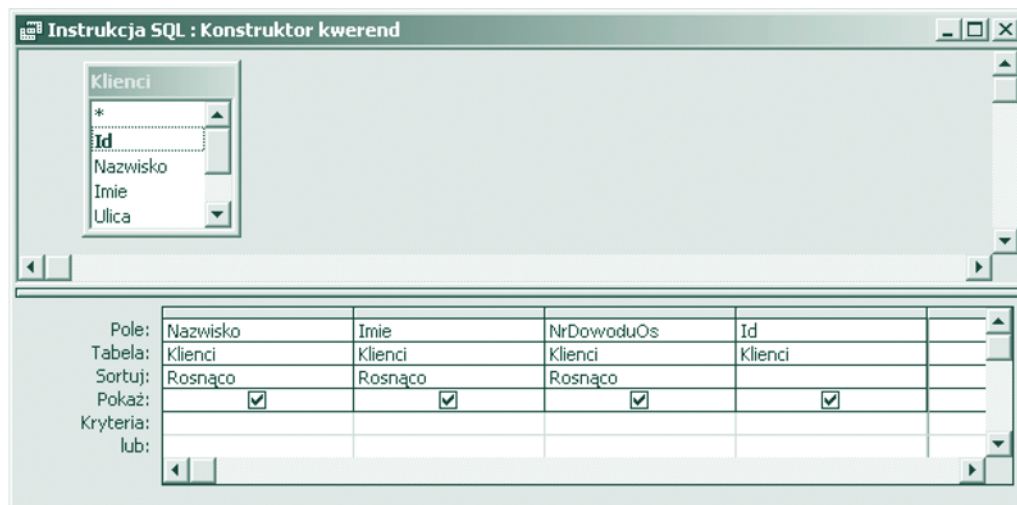 Instrukcja SQL : Konstruktor kwerend
Klienci
*
Id
Nazwisko
Imie
Ulica
Pole: Nazwisko Imie NrDowoduOs Id
Tabela: Klienci Klienci Klienci Klienci
Sortuj: Rosnąco Rosnąco Rosnąco
Pokaż:
Kryteria:
lub: